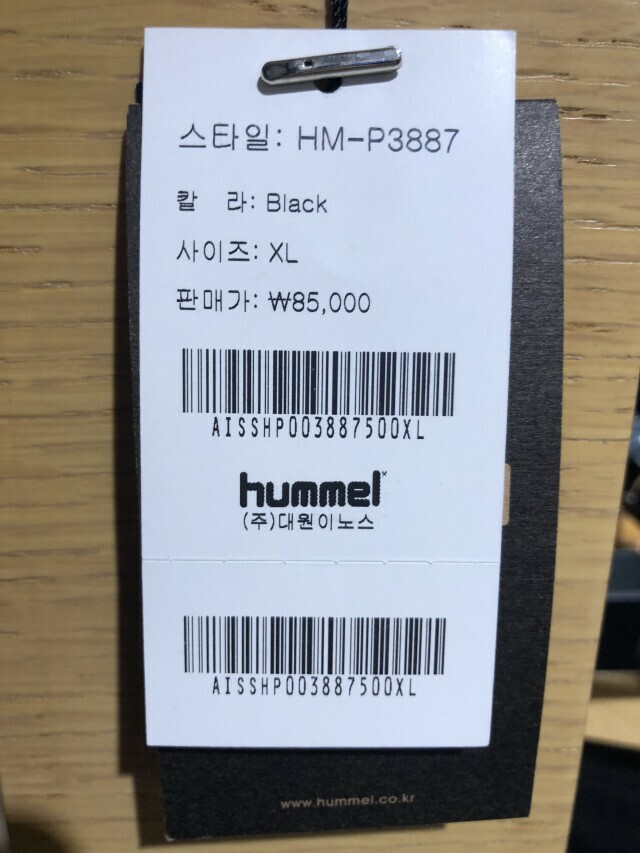 스타일: HM-P3887
칼 라: Black
사이즈: XL
판매가: ₩85,000
AISSHP003887500XL
hummel
(주)대원이노스
AISSHP003887500XL
www.hummel.co.kr